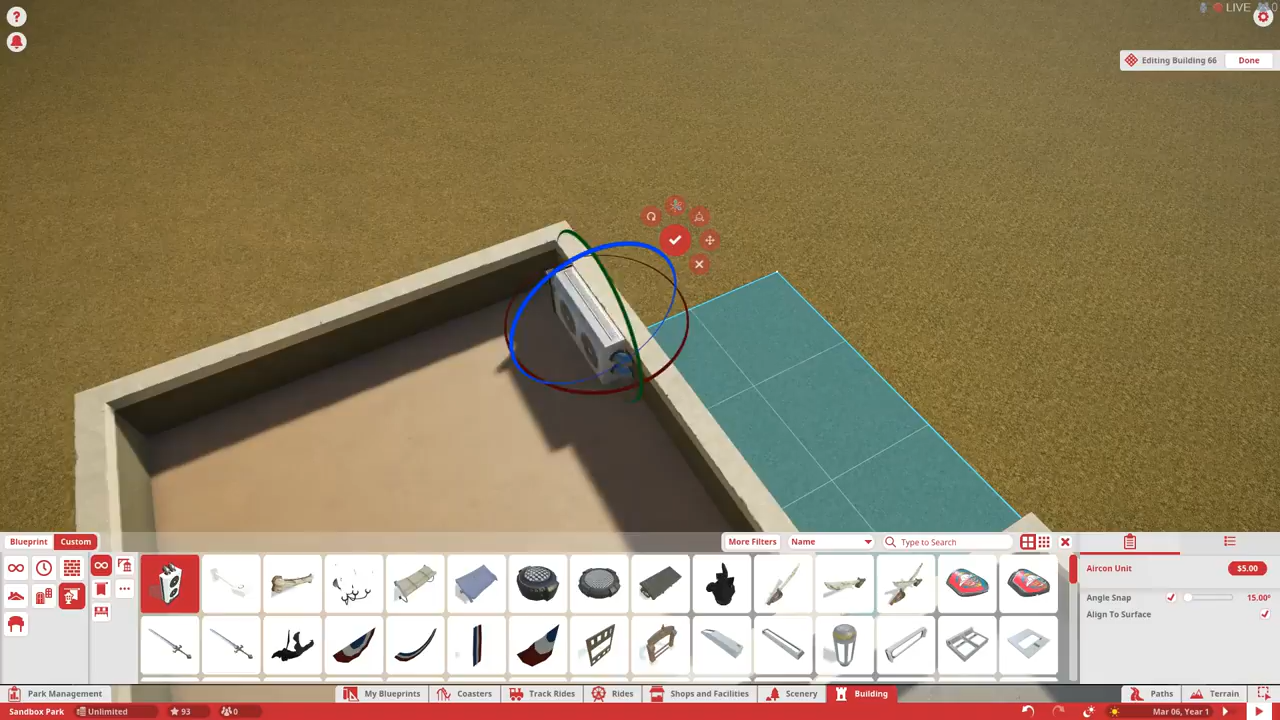 ?
LIVE
Editing Building 66 Done
Blueprint Custom
More Filters Name Type to Search
Aircon Unit $5.00
Angle Snap 15.00°
Align To Surface
Park Management My Blueprints Coasters Track Rides Rides Shops and Facilities Scenery Building Paths Terrain
Sandbox Park Unlimited 93 0 Mar 06, Year 1